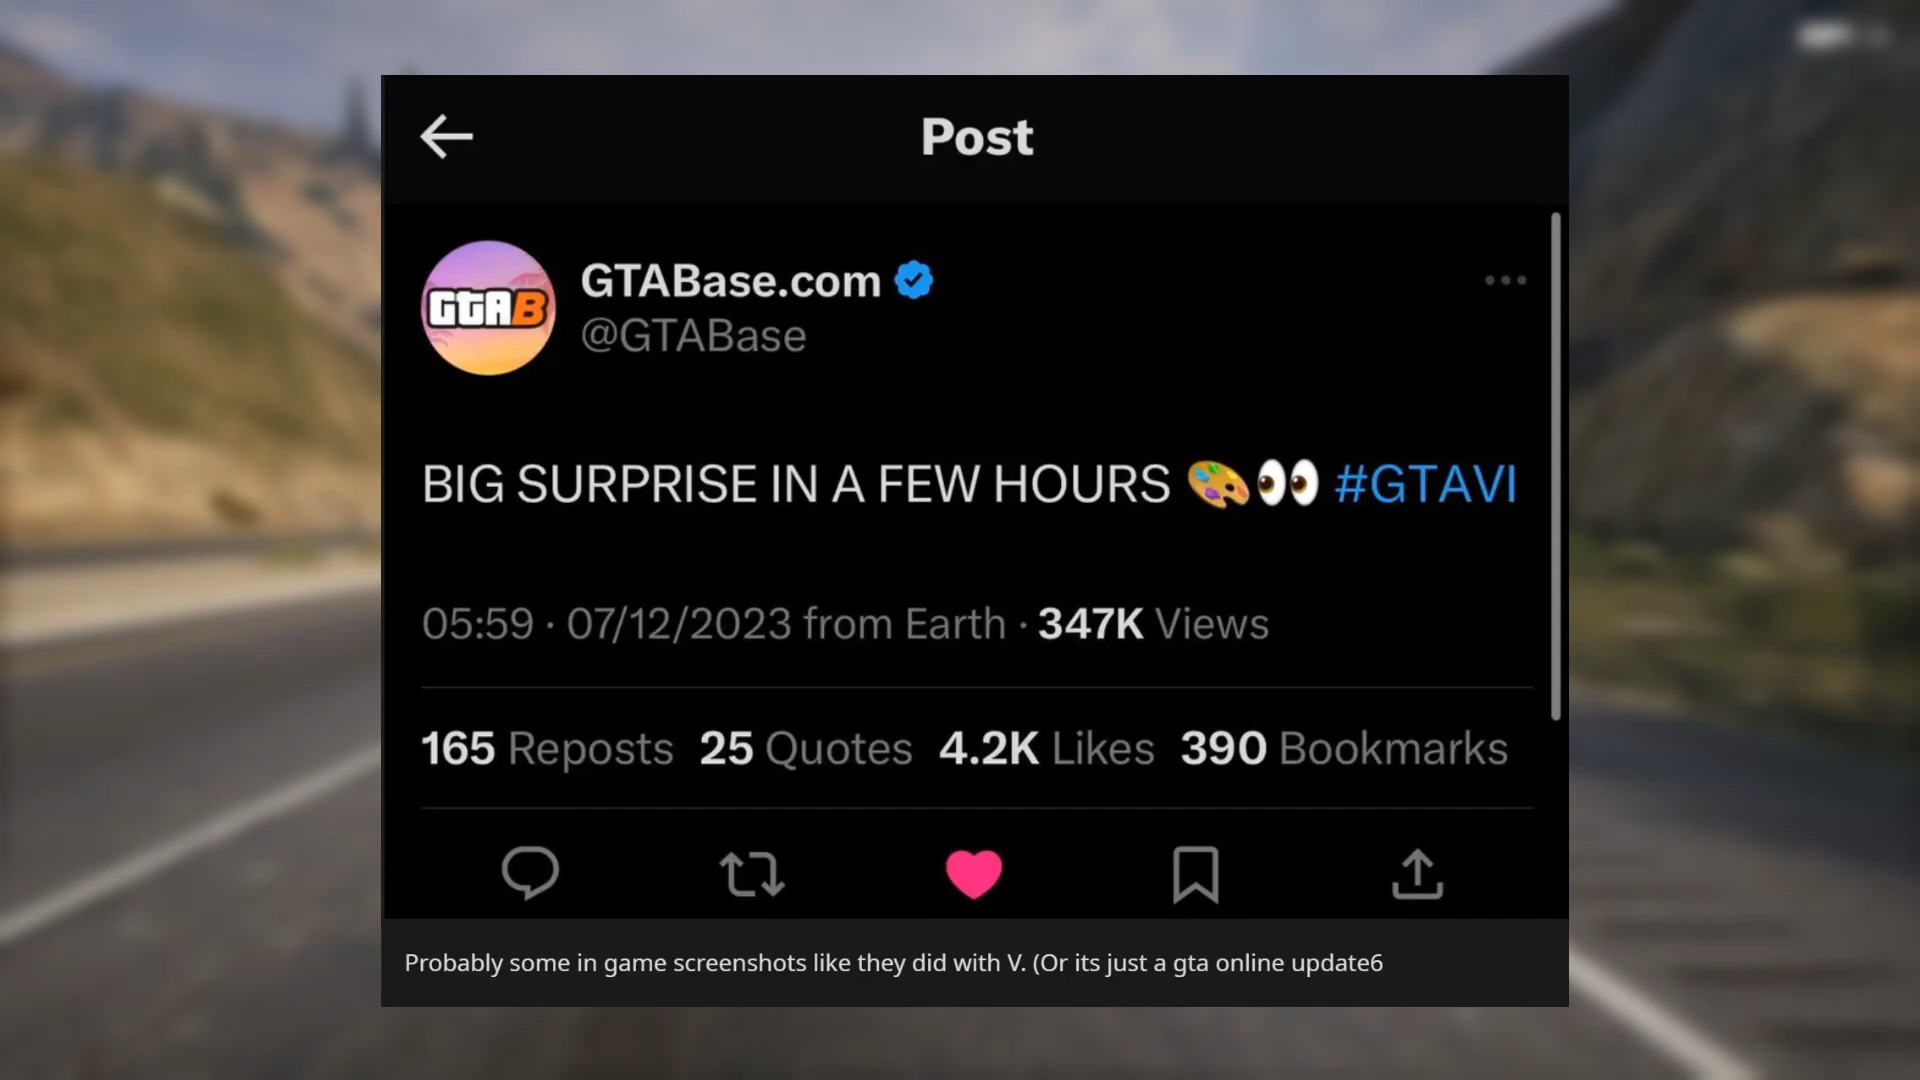 Post
GTAB
GTABase.com
@GTABase
BIG SURPRISE IN A FEW HOURS 🎨👀 #GTAVI
05:59 · 07/12/2023 from Earth · 347K Views
165 Reposts 25 Quotes 4.2K Likes 390 Bookmarks
Probably some in game screenshots like they did with V. (Or its just a gta online update6